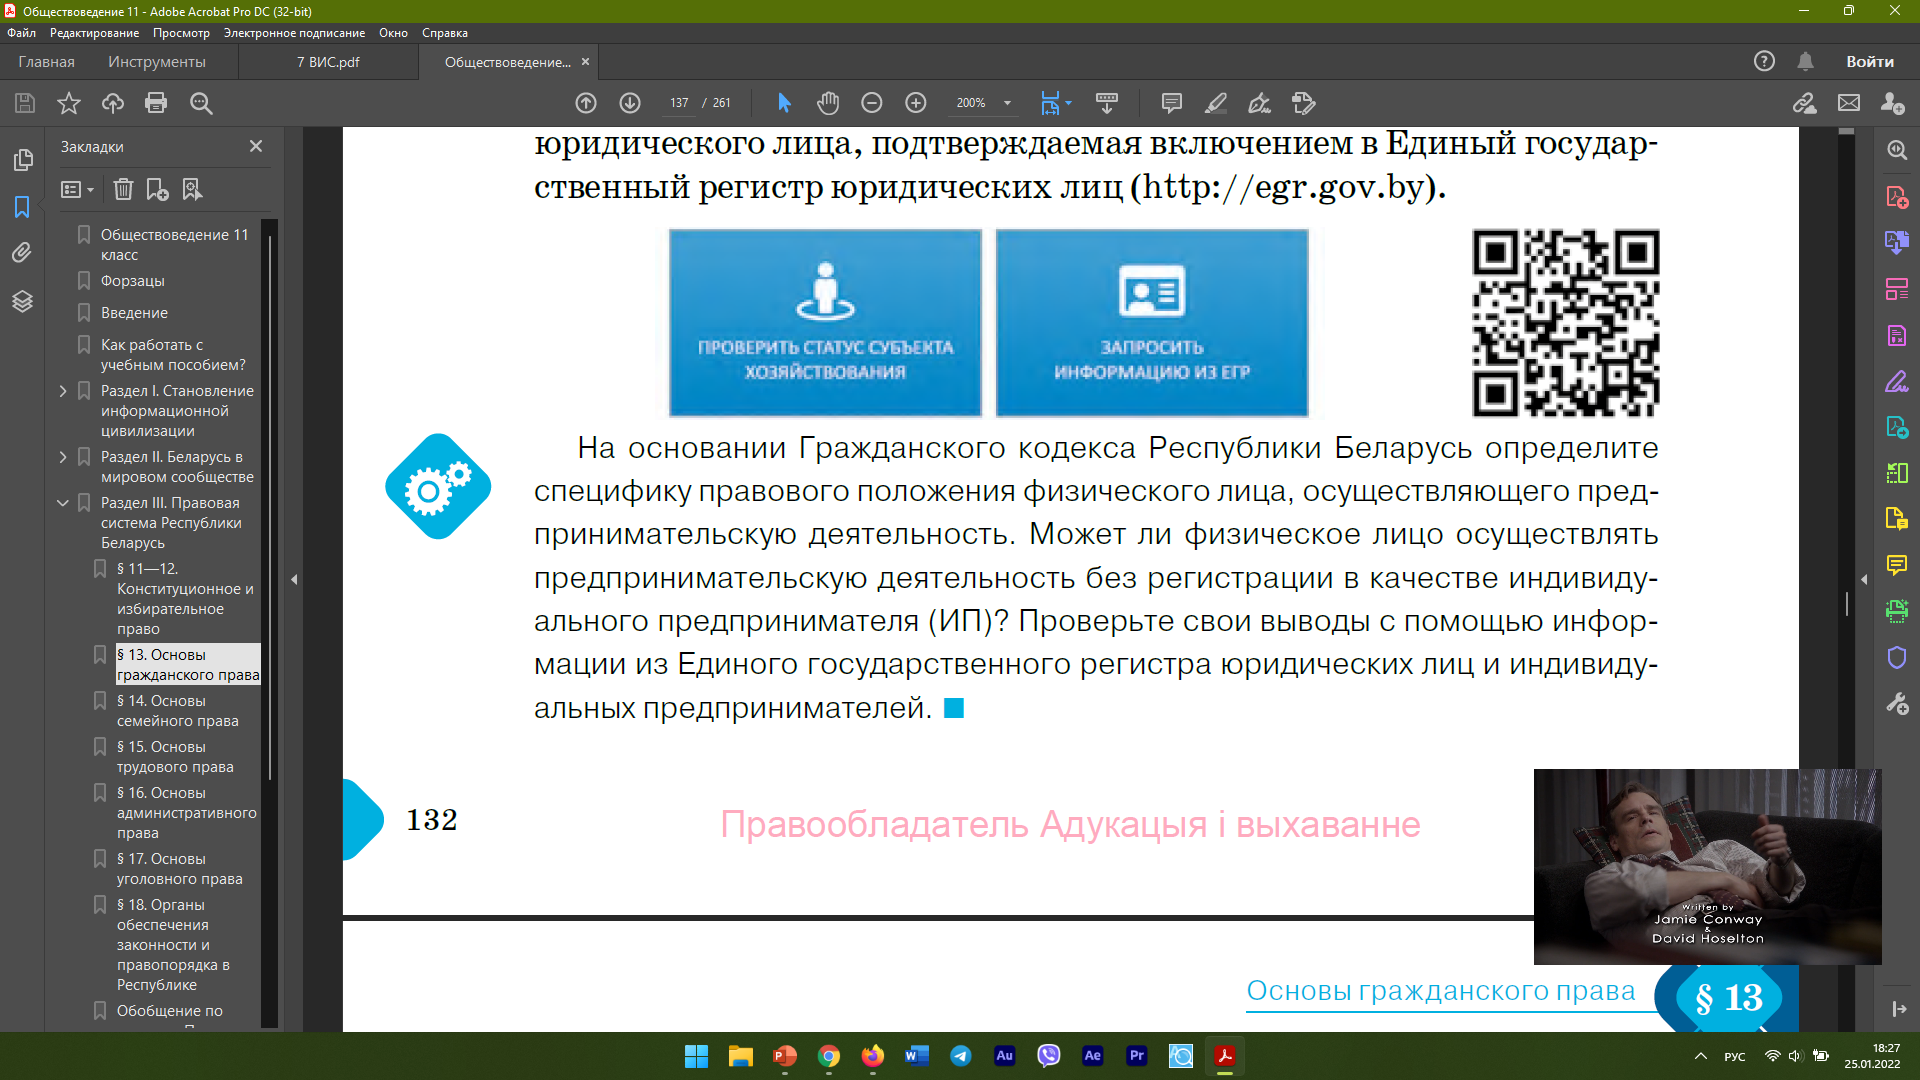 Обществоведение 11 - Adobe Acrobat Pro DC (32-bit)
Файл Редактирование Просмотр Электронное подписание Окно Справка
Главная Инструменты 7 ВИС.pdf Обществоведение... × Войти
137 / 261 200%
Закладки
Обществоведение 11
класс
Форзацы
Введение
Как работать с
учебным пособием?
Раздел I. Становление
информационной
цивилизации
Раздел II. Беларусь в
мировом сообществе
Раздел III. Правовая
система Республики
Беларусь
§ 11—12.
Конституционное и
избирательное
право
§ 13. Основы
гражданского права
§ 14. Основы
семейного права
§ 15. Основы
трудового права
§ 16. Основы
административного
права
§ 17. Основы
уголовного права
§ 18. Органы
обеспечения
законности и
правопорядка в
Республике
Обобщение по
юридического лица, подтверждаемая включением в Единый государ-
ственный регистр юридических лиц (http://egr.gov.by).
ПРОВЕРИТЬ СТАТУС СУБЪЕКТА
ХОЗЯЙСТВОВАНИЯ
ЗАПРОСИТЬ
ИНФОРМАЦИЮ ИЗ ЕГР
На основании Гражданского кодекса Республики Беларусь определите
специфику правового положения физического лица, осуществляющего пред-
принимательскую деятельность. Может ли физическое лицо осуществлять
предпринимательскую деятельность без регистрации в качестве индивиду-
ального предпринимателя (ИП)? Проверьте свои выводы с помощью инфор-
мации из Единого государственного регистра юридических лиц и индивиду-
альных предпринимателей.
132
Правообладатель Адукацыя і выхаванне
Written by
Jamie Conway
&
David Hoselton
Основы гражданского права § 13
Au Ae Pr
РУС
18:27
25.01.2022